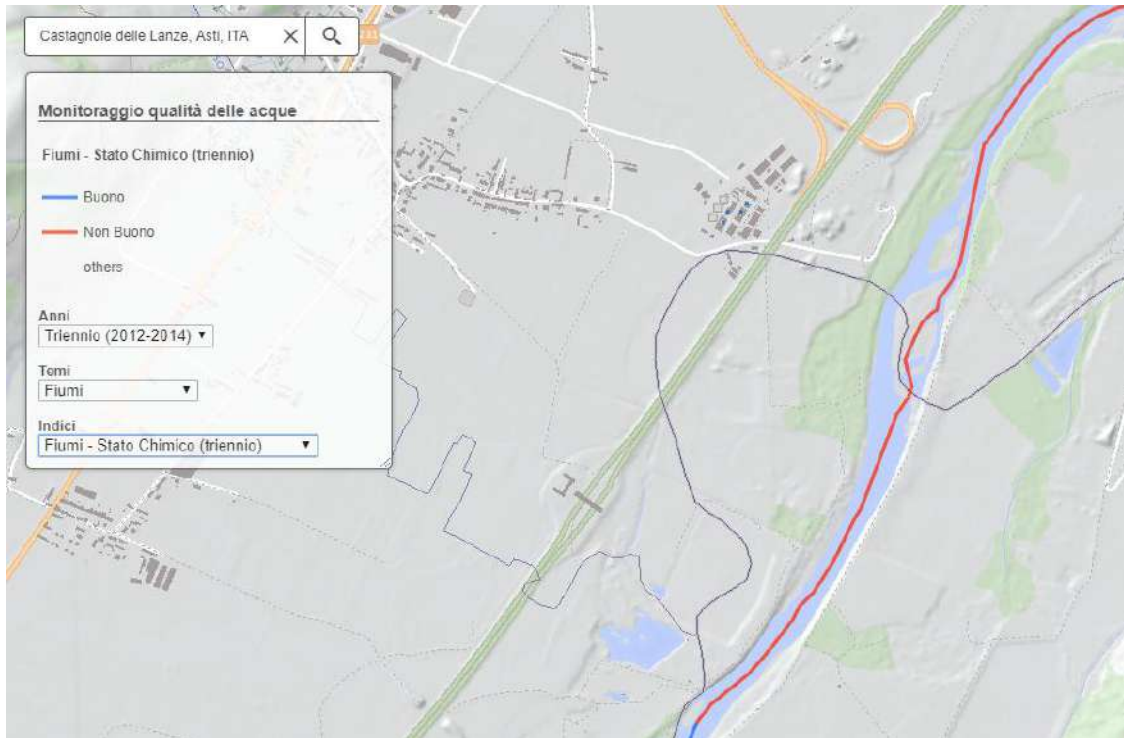 Castagnole delle Lanze, Asti, ITA
231
Monitoraggio qualità delle acque
Fiumi - Stato Chimico (triennio)
Buono
Non Buono
others
Anni
Triennio (2012-2014)
Temi
Fiumi
Indici
Fiumi - Stato Chimico (triennio)